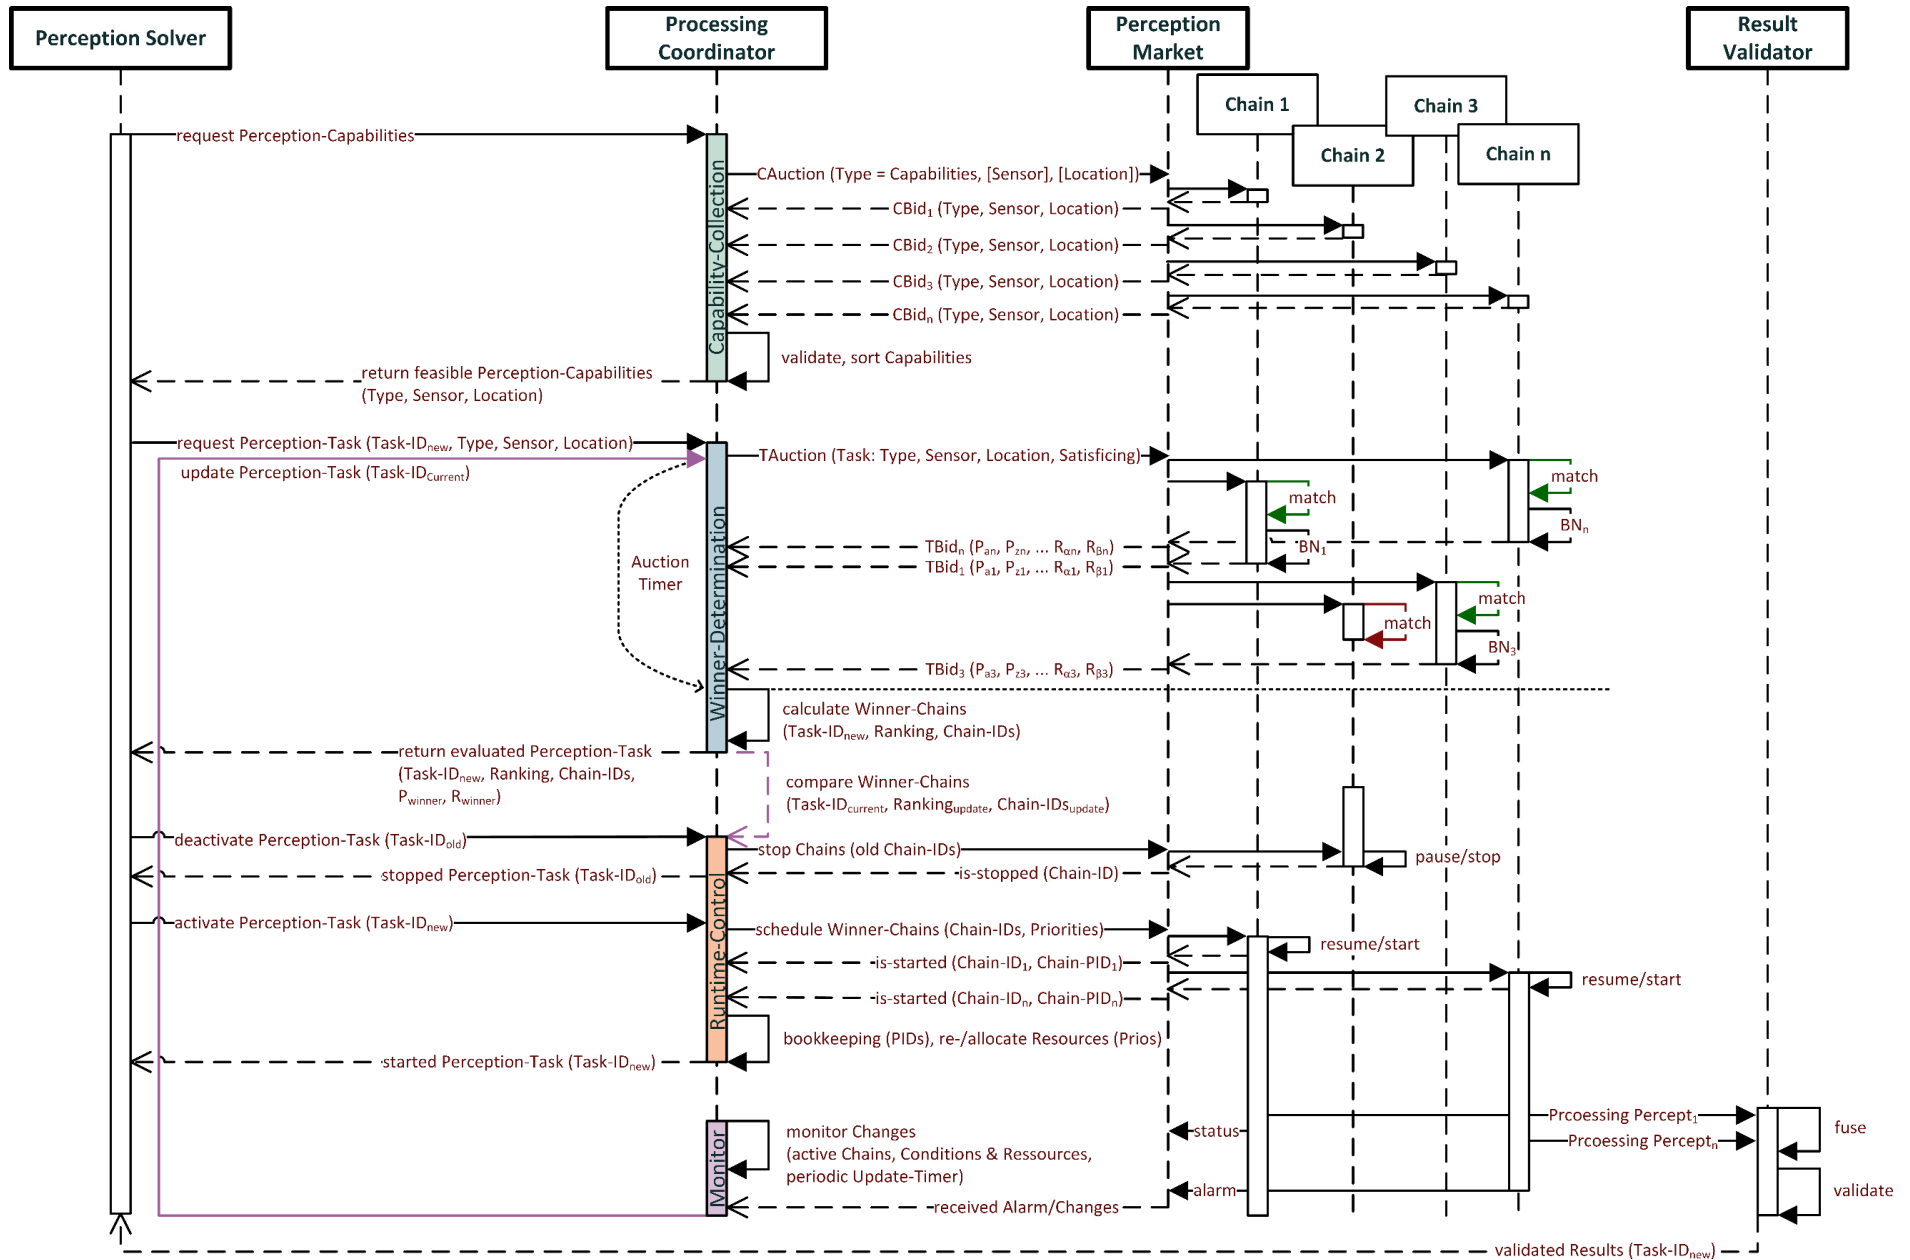 Perception Solver
Processing
Coordinator
Perception
Market
Result
Validator
Chain 1
Chain 3
Chain 2
Chain n
request Perception-Capabilities
Capability-Collection
CAuction (Type = Capabilities, [Sensor], [Location])
CBid₁ (Type, Sensor, Location)
CBid₂ (Type, Sensor, Location)
CBid₃ (Type, Sensor, Location)
CBidₙ (Type, Sensor, Location)
validate, sort Capabilities
return feasible Perception-Capabilities
(Type, Sensor, Location)
request Perception-Task (Task-IDnew, Type, Sensor, Location)
update Perception-Task (Task-IDCurrent)
Winner-Determination
TAuction (Task: Type, Sensor, Location, Satisficing)
match
match
BNₙ
BN₁
TBidn (Pan, Pzn, ... Rαn, Rβn)
TBid1 (Pa1, Pz1, ... Rα1, Rβ1)
Auction
Timer
match
match
BN₃
TBid3 (Pa3, Pz3, ... Rα3, Rβ3)
calculate Winner-Chains
(Task-IDnew, Ranking, Chain-IDs)
return evaluated Perception-Task
(Task-IDnew, Ranking, Chain-IDs,
Pwinner, Rwinner)
compare Winner-Chains
(Task-IDcurrent, Rankingupdate, Chain-IDsupdate)
deactivate Perception-Task (Task-IDold)
Runtime-Control
stop Chains (old Chain-IDs)
pause/stop
stopped Perception-Task (Task-IDold)
is-stopped (Chain-ID)
activate Perception-Task (Task-IDnew)
schedule Winner-Chains (Chain-IDs, Priorities)
resume/start
is-started (Chain-ID₁, Chain-PID₁)
resume/start
is-started (Chain-IDₙ, Chain-PIDₙ)
bookkeeping (PIDs), re-/allocate Resources (Prios)
started Perception-Task (Task-IDnew)
Monitor
monitor Changes
(active Chains, Conditions & Ressources,
periodic Update-Timer)
status
Prcoessing Percept₁
fuse
Prcoessing Perceptₙ
alarm
validate
received Alarm/Changes
validated Results (Task-IDnew)